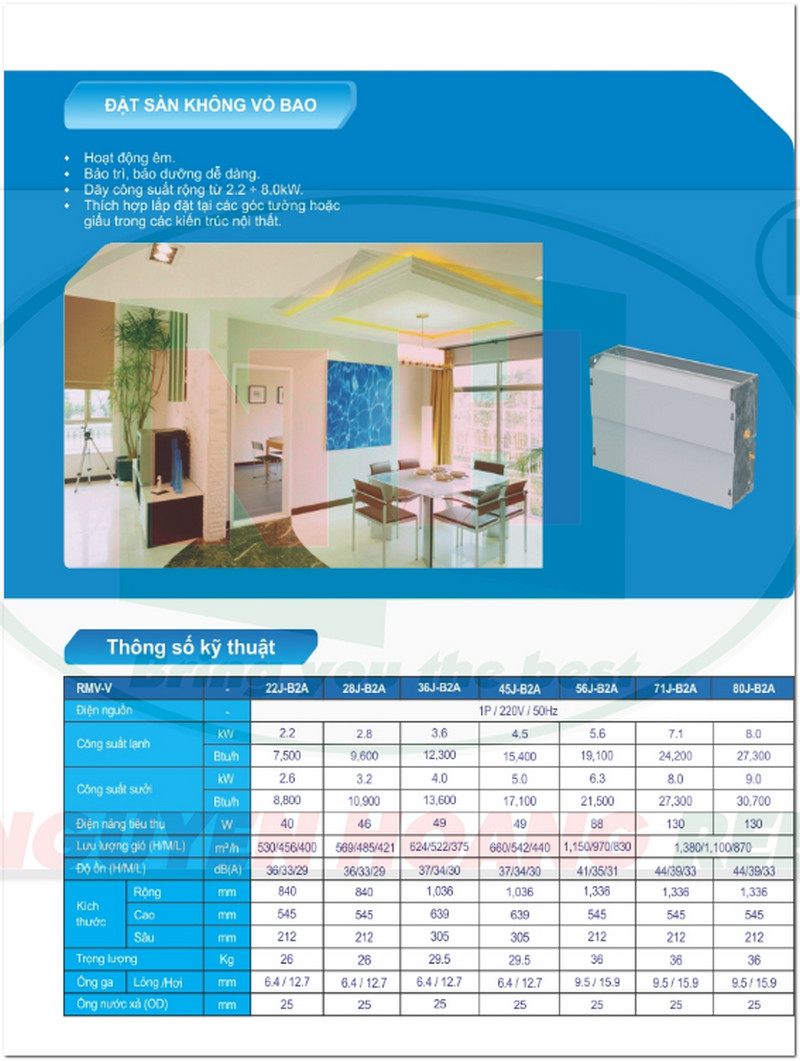 ĐẶT SÀN KHÔNG VỎ BAO
• Hoạt động êm.
• Bảo trì, bảo dưỡng dễ dàng.
• Dãy công suất rộng từ 2.2 ÷ 8.0kW.
• Thích hợp lắp đặt tại các góc tường hoặc
giấu trong các kiến trúc nội thất.
Thông số kỹ thuật
Bring you the best
RMV-V - 22J-B2A 28J-B2A 36J-B2A 45J-B2A 56J-B2A 71J-B2A 80J-B2A
Điện nguồn - 1P / 220V / 50Hz
Công suất lạnh kW 2.2 2.8 3.6 4.5 5.6 7.1 8.0
Btu/h 7,500 9,600 12,300 15,400 19,100 24,200 27,300
Công suất sưởi kW 2.6 3.2 4.0 5.0 6.3 8.0 9.0
Btu/h 8,800 10,900 13,600 17,100 21,500 27,300 30,700
Điện năng tiêu thụ W 40 46 49 49 88 130 130
Lưu lượng gió (H/M/L) m³/h 530/456/400 569/485/421 624/522/375 660/542/440 1,150/970/830 1,380/1,100/870
NGUYEN HOANG
Độ ồn (H/M/L) dB(A) 36/33/29 36/33/29 37/34/30 37/34/30 41/35/31 44/39/33 44/39/33
Kích thước Rộng mm 840 840 1,036 1,036 1,336 1,336 1,336
Cao mm 545 545 639 639 545 545 545
Sâu mm 212 212 305 305 212 212 212
Trọng lượng Kg 26 26 29.5 29.5 36 36 36
Ống ga Lỏng /Hơi mm 6.4 / 12.7 6.4 / 12.7 6.4 / 12.7 6.4 / 12.7 9.5 / 15.9 9.5 / 15.9 9.5 / 15.9
Ống nước xả (OD) mm 25 25 25 25 25 25 25